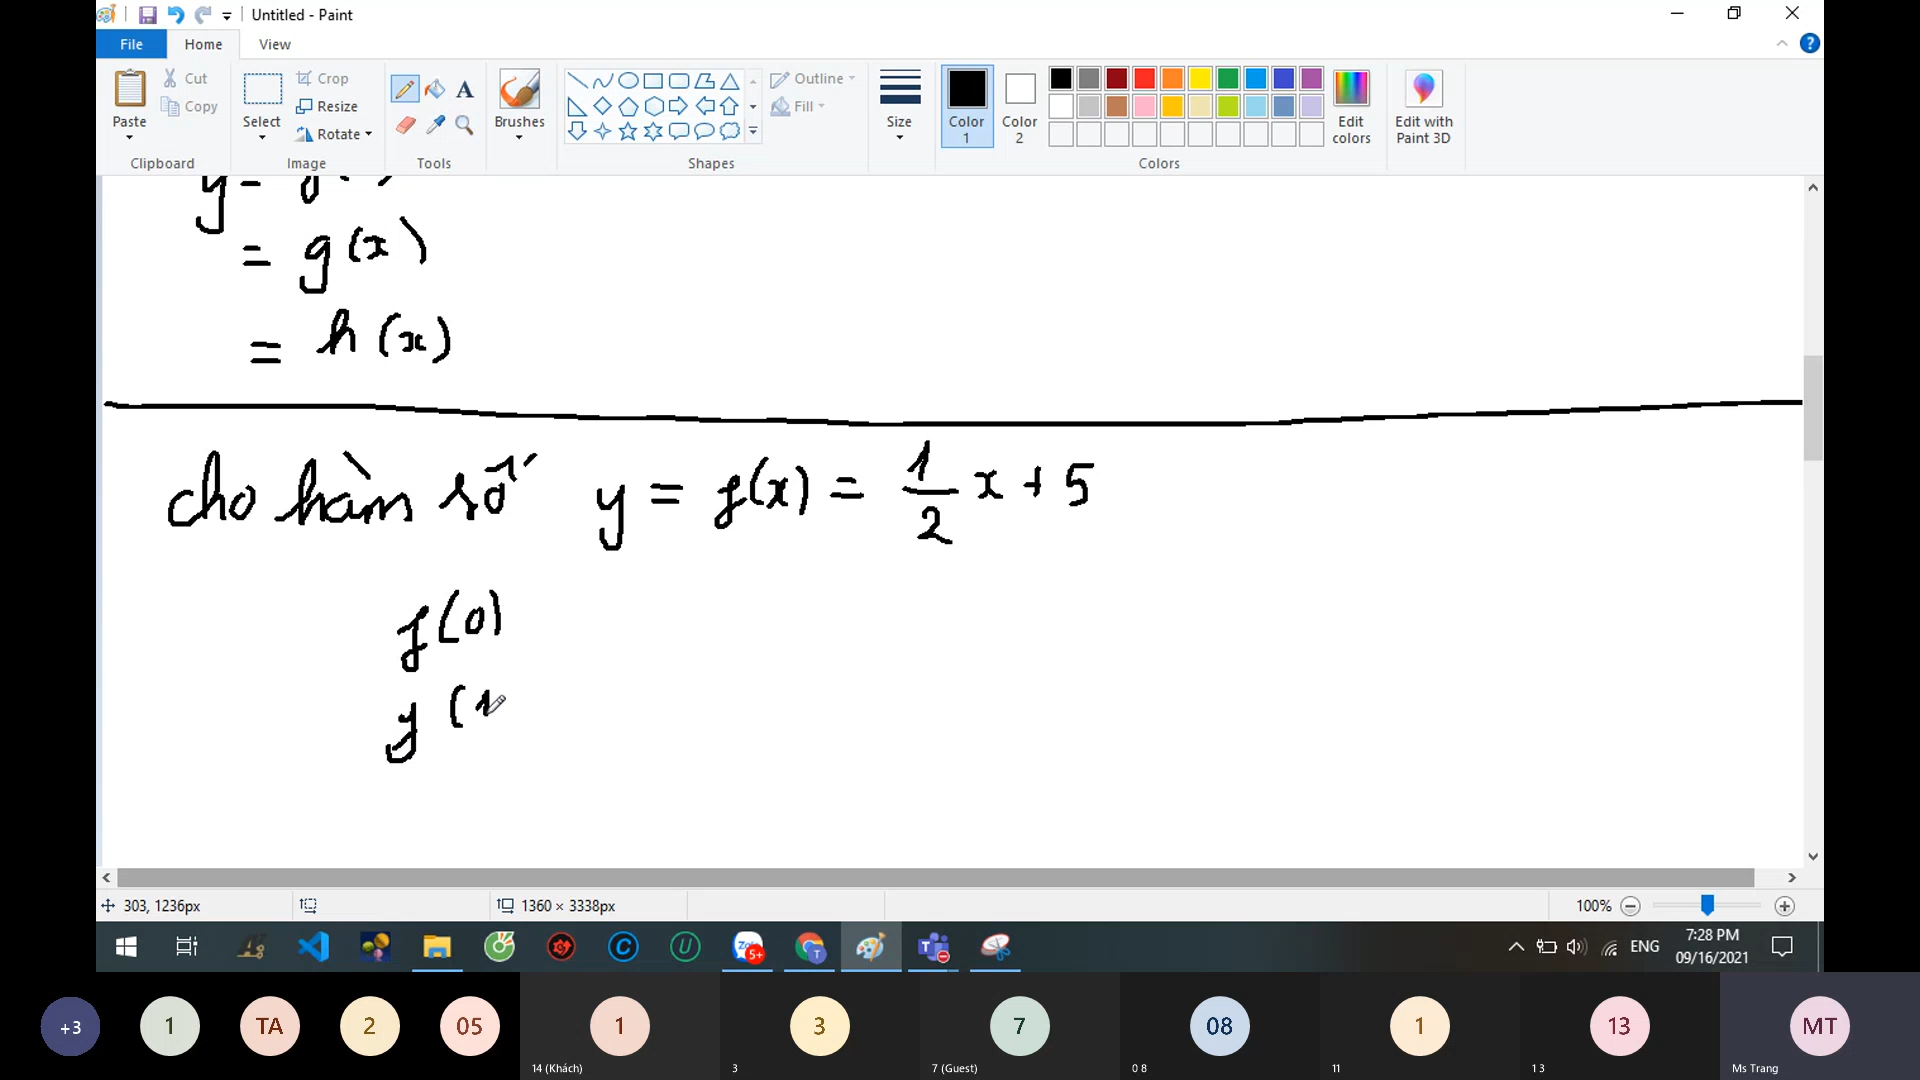 Untitled - Paint
File Home View
Paste Cut Copy Clipboard
Select Crop Resize Rotate Image
Tools
Brushes
Shapes Outline Fill
Size
Color 1 Color 2 Edit colors Edit with Paint 3D
Colors
= g(x)
= h(x)
cho hàm số y = f(x) = 1/2 x + 5
f(0)
y (1
303, 1236px 1360 × 3338px 100%
5+ T ENG 7:28 PM
09/16/2021
+3 1 TA 2 05 1 3 7 08 1 13 MT
14 (Khách) 3 7 (Guest) 0 8 11 1 3 Ms Trang